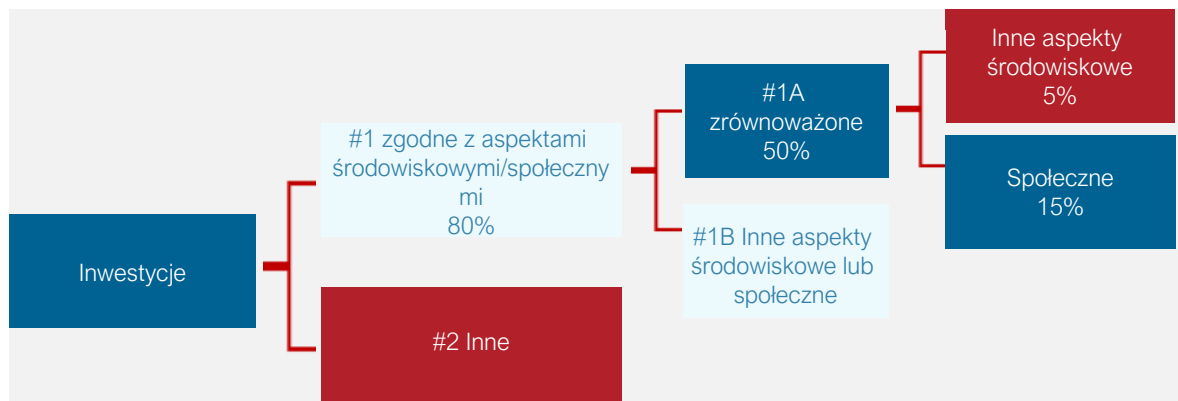 Inwestycje
#1 zgodne z aspektami
środowiskowymi/społeczny
mi
80%
#2 Inne
#1A
zrównoważone
50%
#1B Inne aspekty
środowiskowe lub
społeczne
Inne aspekty
środowiskowe
5%
Społeczne
15%